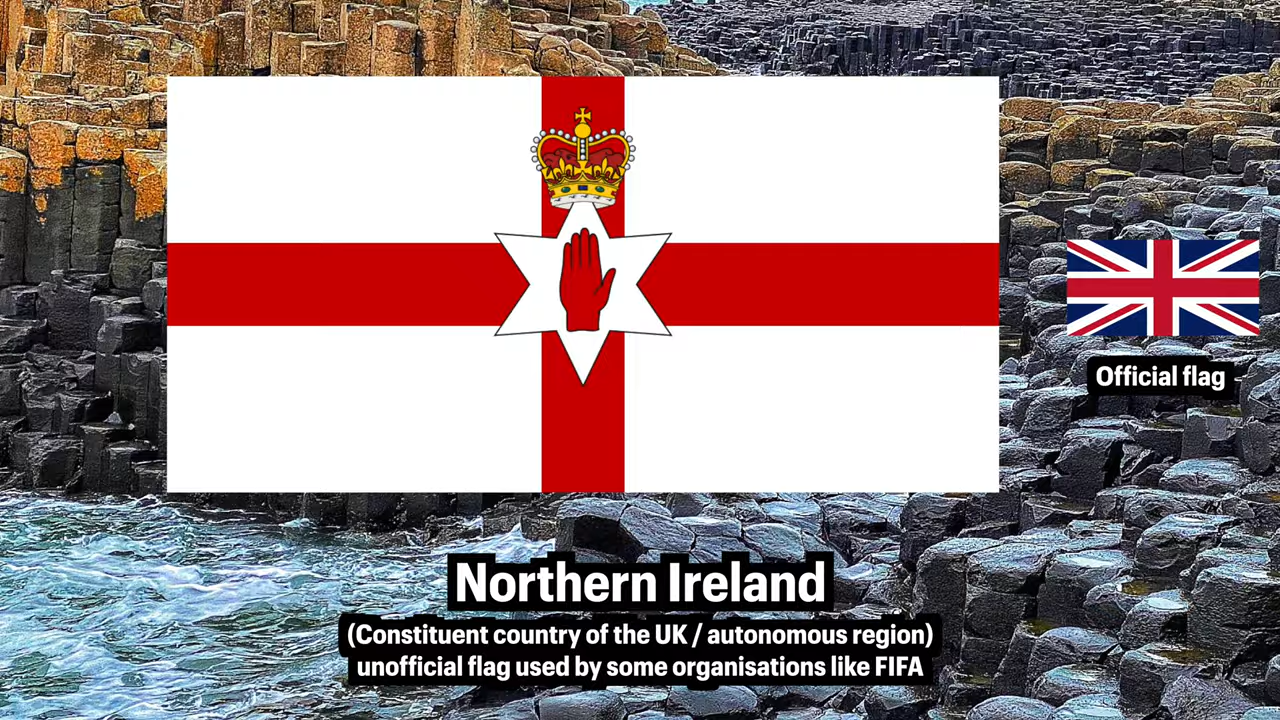 Official flag
Northern Ireland
(Constituent country of the UK / autonomous region)
unofficial flag used by some organisations like FIFA